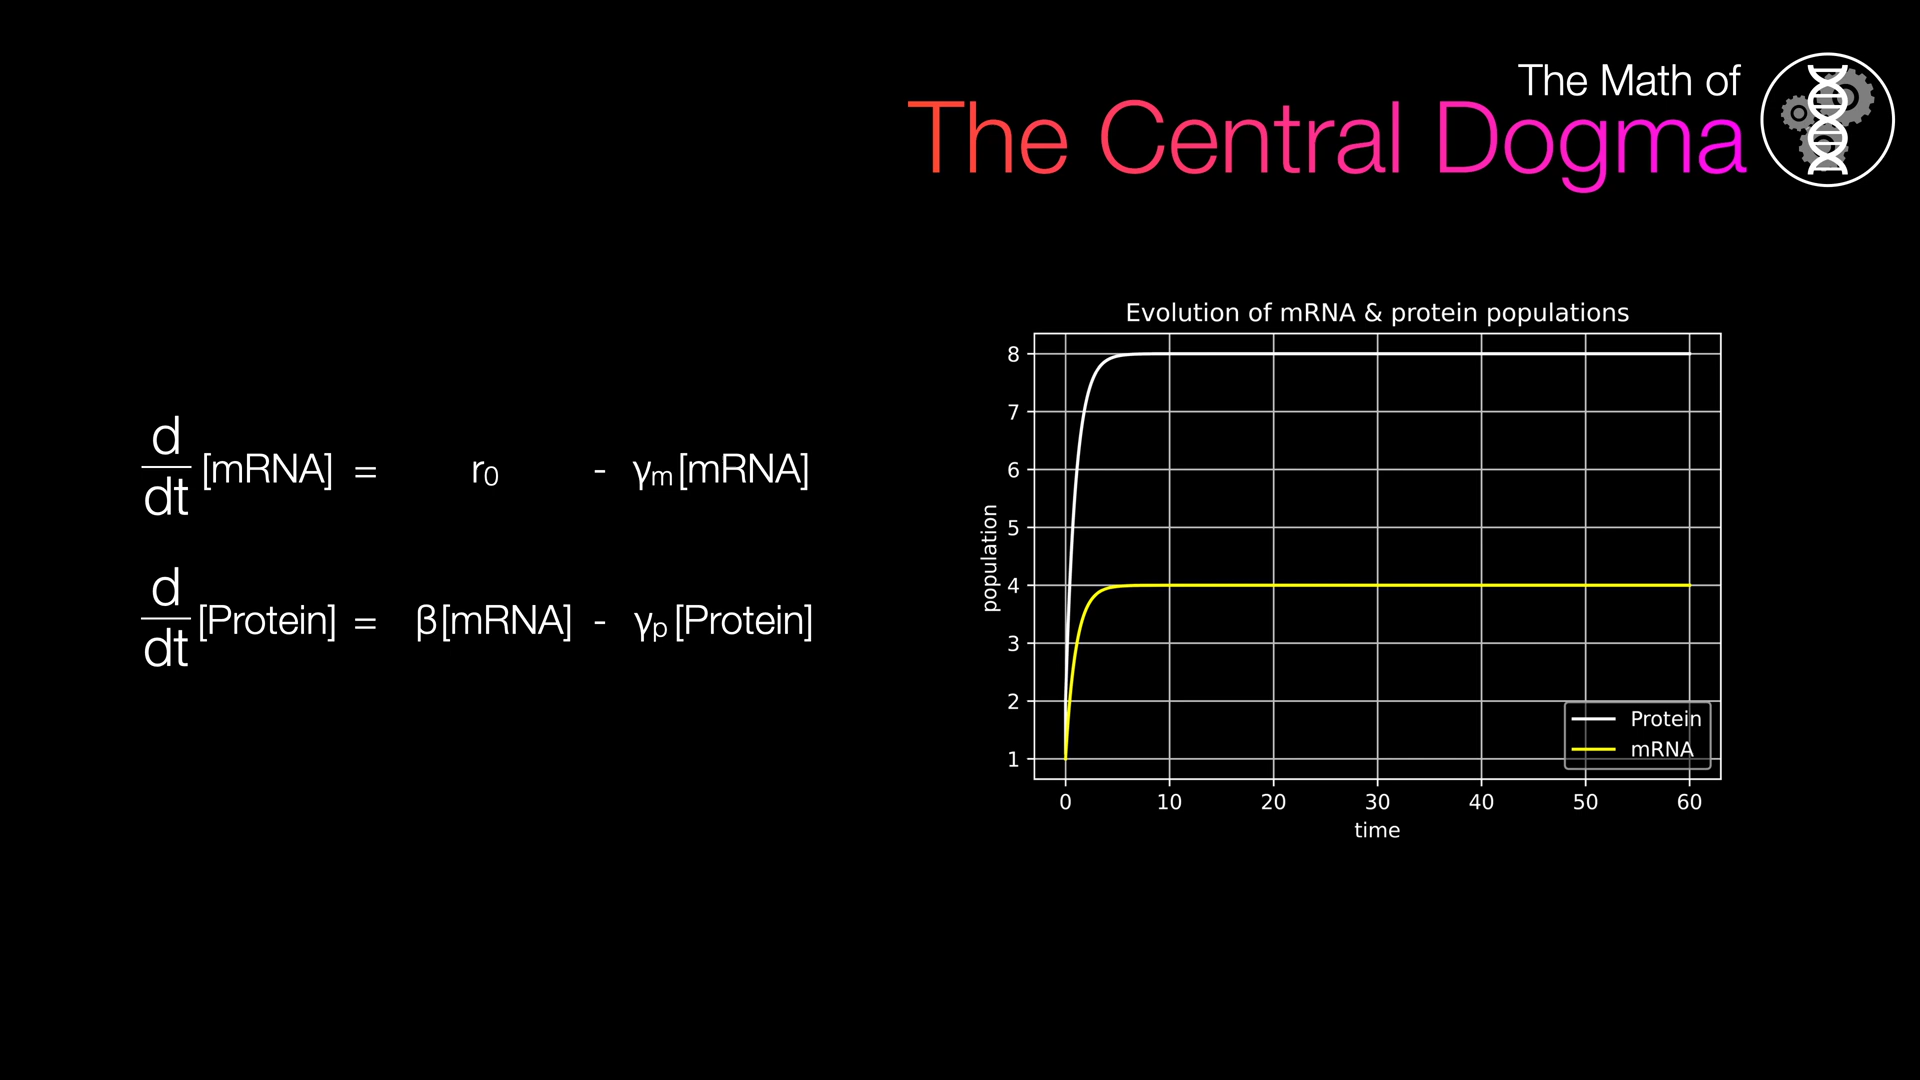 The Math of
The Central Dogma
d/dt [mRNA] = r₀ - γₘ[mRNA]
d/dt [Protein] = β[mRNA] - γₚ[Protein]
Evolution of mRNA & protein populations
population
8
7
6
5
4
3
2
1
Protein
mRNA
0 10 20 30 40 50 60
time